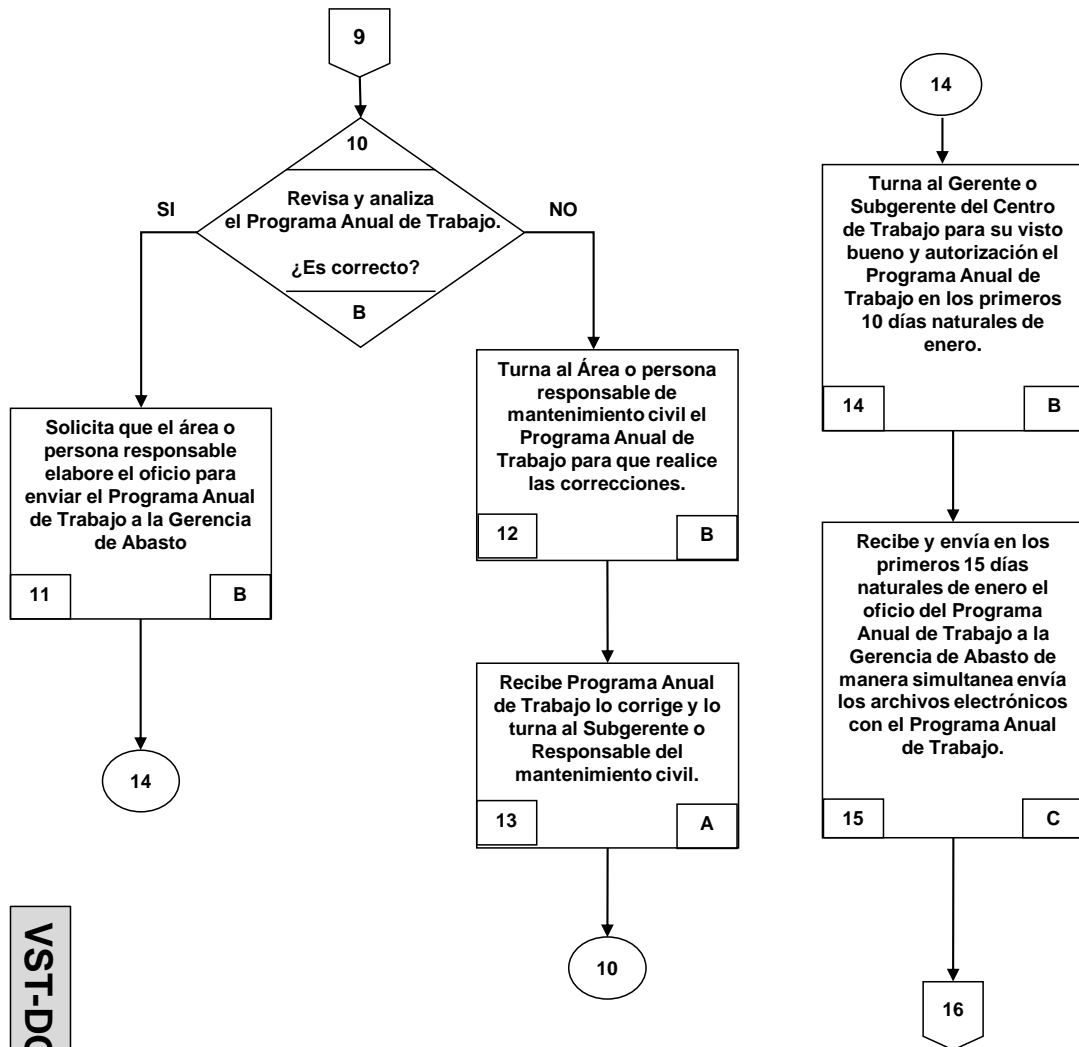 9
10
Revisa y analiza
el Programa Anual de Trabajo.
¿Es correcto?
B
SI
NO
Solicita que el área o
persona responsable
elabore el oficio para
enviar el Programa Anual
de Trabajo a la Gerencia
de Abasto
11
B
14
Turna al Área o persona
responsable de
mantenimiento civil el
Programa Anual de
Trabajo para que realice
las correcciones.
12
B
Recibe Programa Anual
de Trabajo lo corrige y lo
turna al Subgerente o
Responsable del
mantenimiento civil.
13
A
10
14
Turna al Gerente o
Subgerente del Centro
de Trabajo para su visto
bueno y autorización el
Programa Anual de
Trabajo en los primeros
10 días naturales de
enero.
14
B
Recibe y envía en los
primeros 15 días
naturales de enero el
oficio del Programa
Anual de Trabajo a la
Gerencia de Abasto de
manera simultanea envía
los archivos electrónicos
con el Programa Anual
de Trabajo.
15
C
16